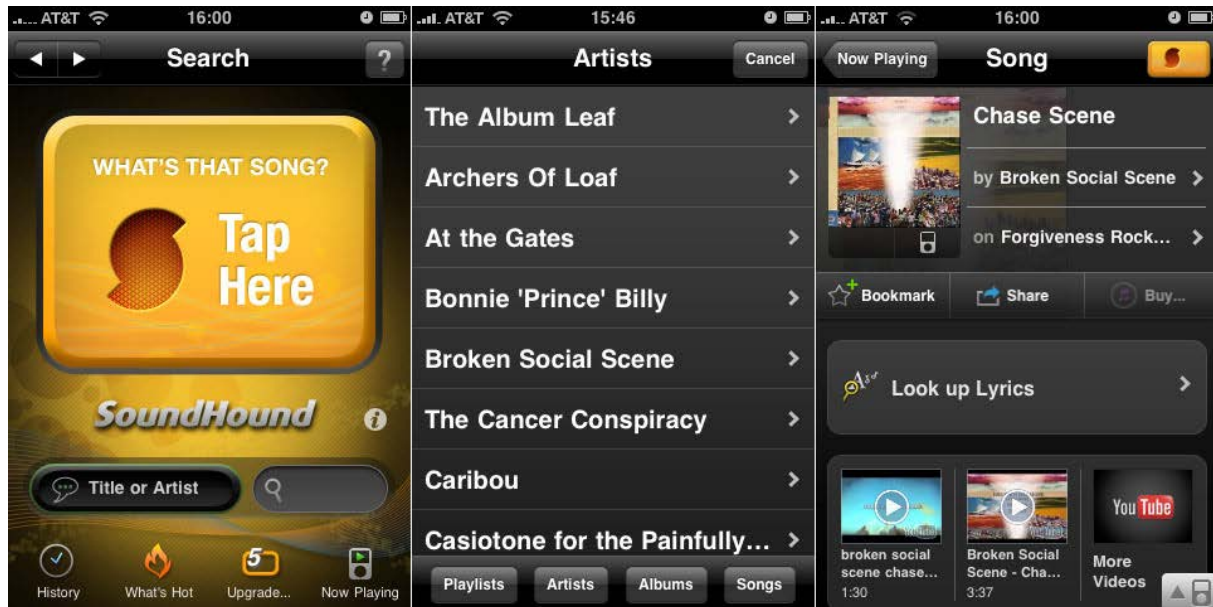 AT&T 16:00
Search ?
WHAT'S THAT SONG?
Tap
Here
SoundHound i
Title or Artist
5
History What's Hot Upgrade... Now Playing
AT&T 15:46
Artists Cancel
The Album Leaf
Archers Of Loaf
At the Gates
Bonnie 'Prince' Billy
Broken Social Scene
The Cancer Conspiracy
Caribou
Casiotone for the Painfully...
Playlists Artists Albums Songs
AT&T 16:00
Now Playing Song
Chase Scene
by Broken Social Scene
on Forgiveness Rock...
Bookmark Share Buy...
Look up Lyrics
You Tube
broken social
scene chase...
1:30
Broken Social
Scene - Cha...
3:37
More
Videos